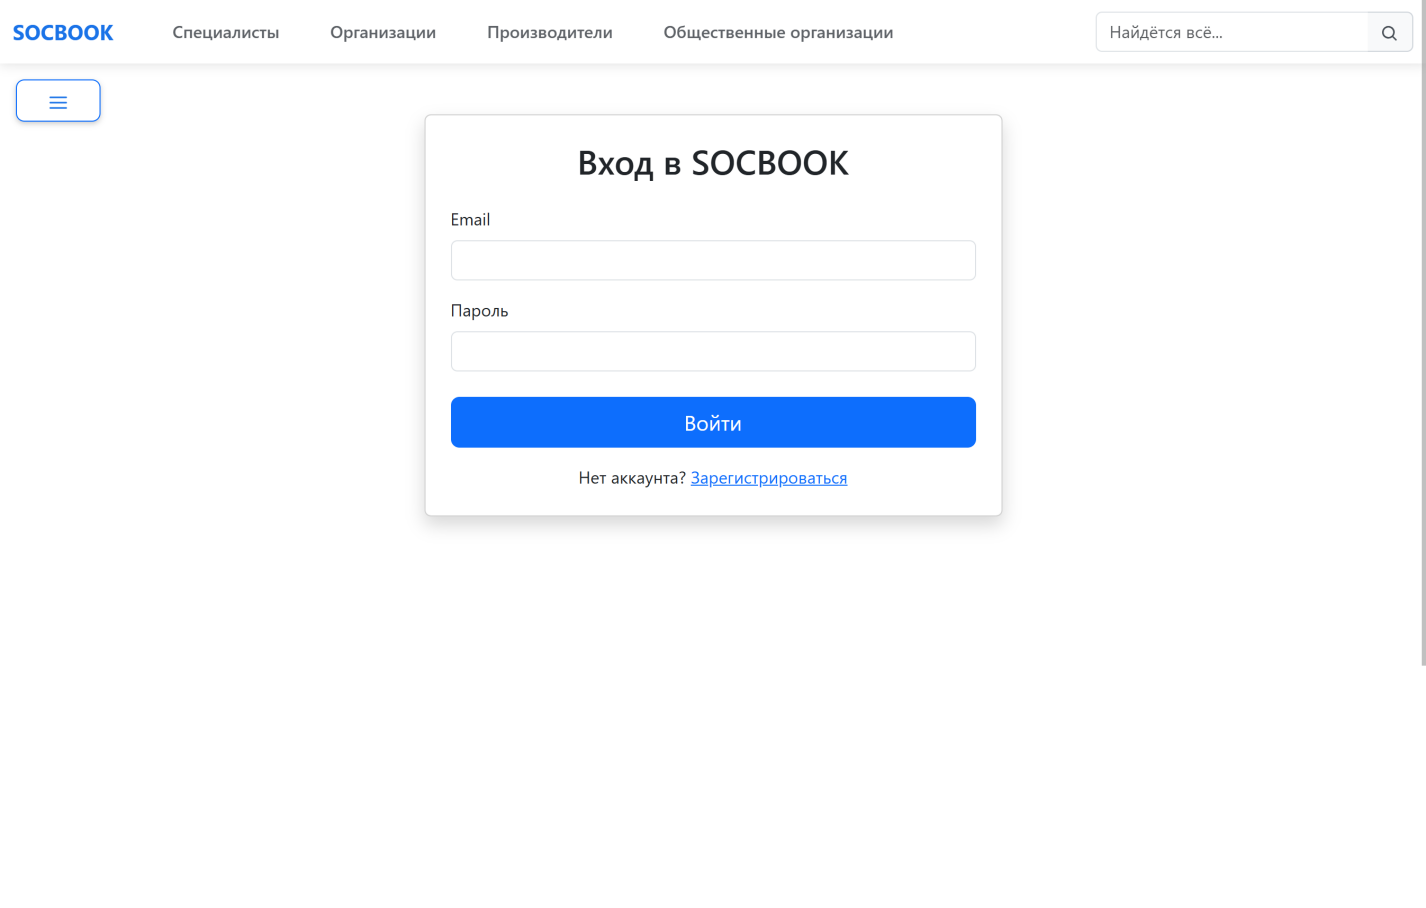 SOCBOOK
Специалисты
Организации
Производители
Общественные организации
Найдётся всё...
Вход в SOCBOOK
Email
Пароль
Войти
Нет аккаунта? Зарегистрироваться